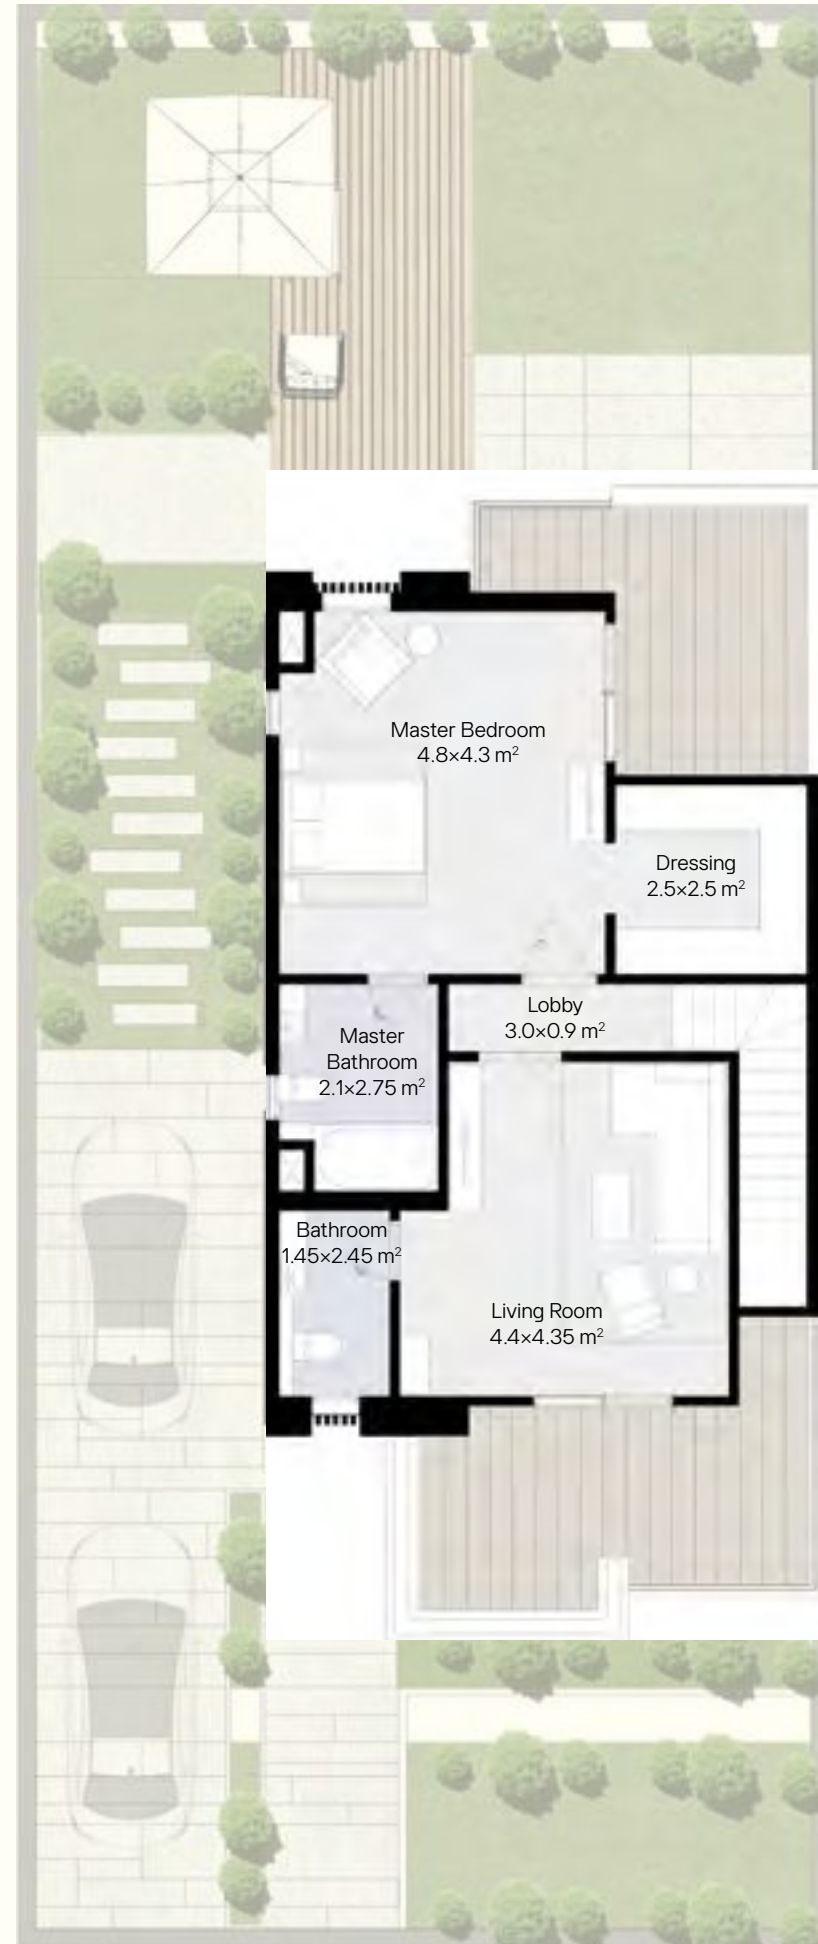 Master Bedroom
4.8×4.3 m²
Dressing
2.5×2.5 m²
Lobby
3.0×0.9 m²
Master
Bathroom
2.1×2.75 m²
Bathroom
1.45×2.45 m²
Living Room
4.4×4.35 m²